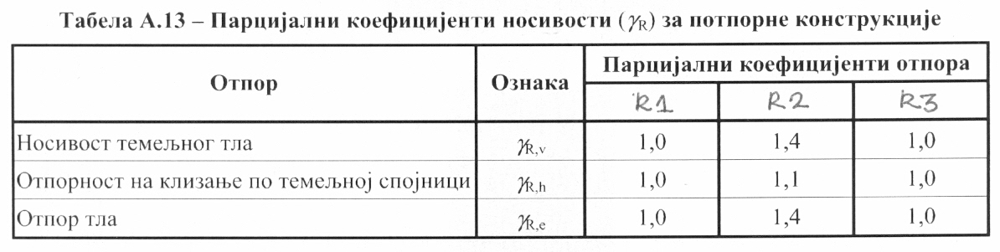 Табела А.13 – Парцијални коефицијенти носивости (γR) за потпорне конструкције
Отпор Ознака Парцијални коефицијенти отпора
R1 R2 R3
Носивост темељног тла γR,v 1,0 1,4 1,0
Отпорност на клизање по темељној спојници γR,h 1,0 1,1 1,0
Отпор тла γR,e 1,0 1,4 1,0